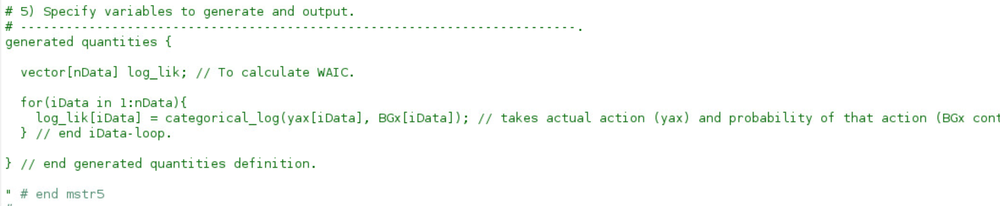 # 5) Specify variables to generate and output.
# -------------------------------------------------------------------------.
generated quantities {
vector[nData] log_lik; // To calculate WAIC.
for(iData in 1:nData){
log_lik[iData] = categorical_log(yax[iData], BGx[iData]); // takes actual action (yax) and probability of that action (BGx cont
} // end iData-loop.
} // end generated quantities definition.
" # end mstr5